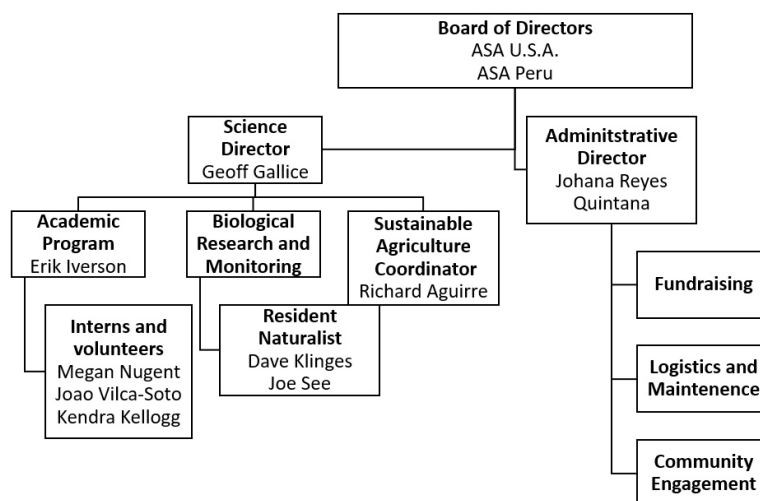 Board of Directors
ASA U.S.A.
ASA Peru
Science
Director
Geoff Gallice
Adminitstrative
Director
Johana Reyes
Quintana
Academic
Program
Erik Iverson
Biological
Research and
Monitoring
Sustainable
Agriculture
Coordinator
Richard Aguirre
Interns and
volunteers
Megan Nugent
Joao Vilca-Soto
Kendra Kellogg
Resident
Naturalist
Dave Klinges
Joe See
Fundraising
Logistics and
Maintenence
Community
Engagement